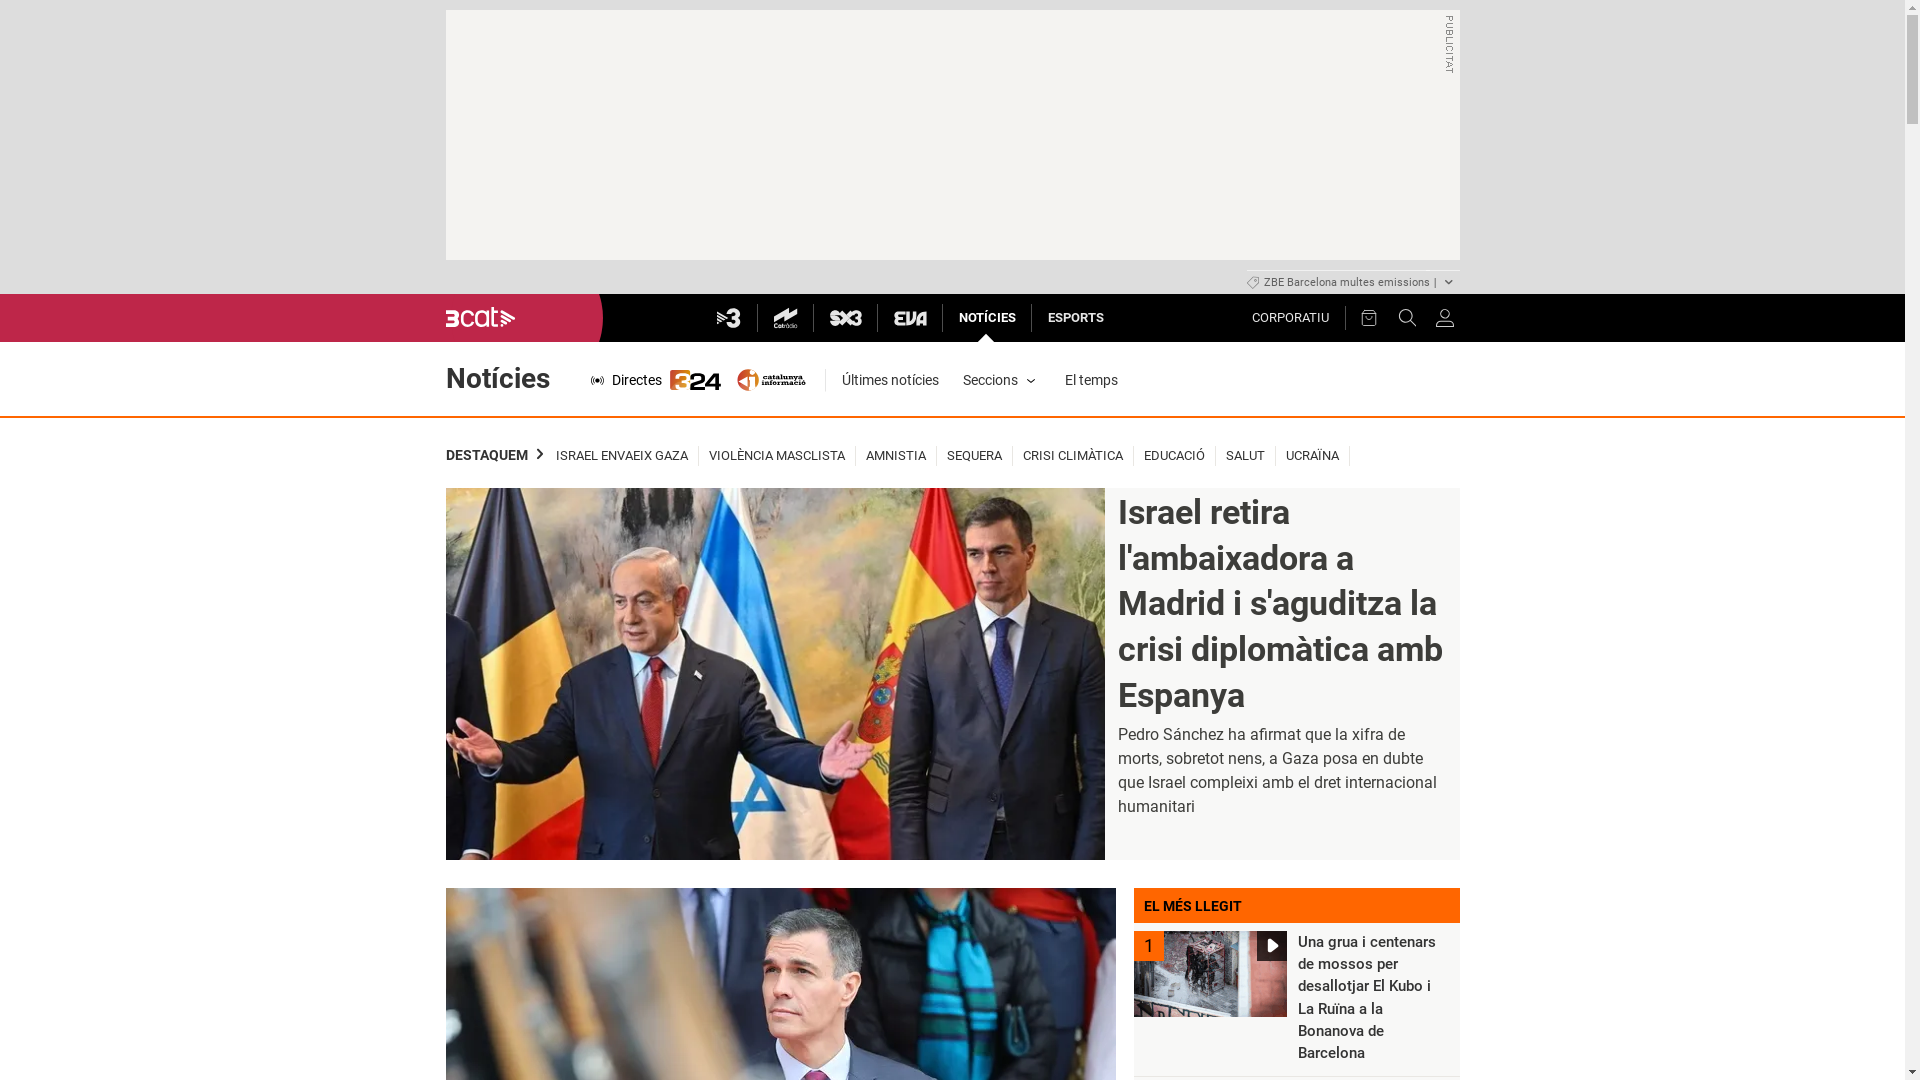 PUBLICITAT
ZBE Barcelona multes emissions |
3cat
3
Catràdio
SX3
EVA
NOTÍCIES
ESPORTS
CORPORATIU
Notícies
Directes
324
catalunya
informació
Últimes notícies
Seccions
El temps
DESTAQUEM
ISRAEL ENVAEIX GAZA
VIOLÈNCIA MASCLISTA
AMNISTIA
SEQUERA
CRISI CLIMÀTICA
EDUCACIÓ
SALUT
UCRAÏNA
Israel retira
l'ambaixadora a
Madrid i s'aguditza la
crisi diplomàtica amb
Espanya
Pedro Sánchez ha afirmat que la xifra de
morts, sobretot nens, a Gaza posa en dubte
que Israel compleixi amb el dret internacional
humanitari
EL MÉS LLEGIT
1
Una grua i centenars
de mossos per
desallotjar El Kubo i
La Ruïna a la
Bonanova de
Barcelona